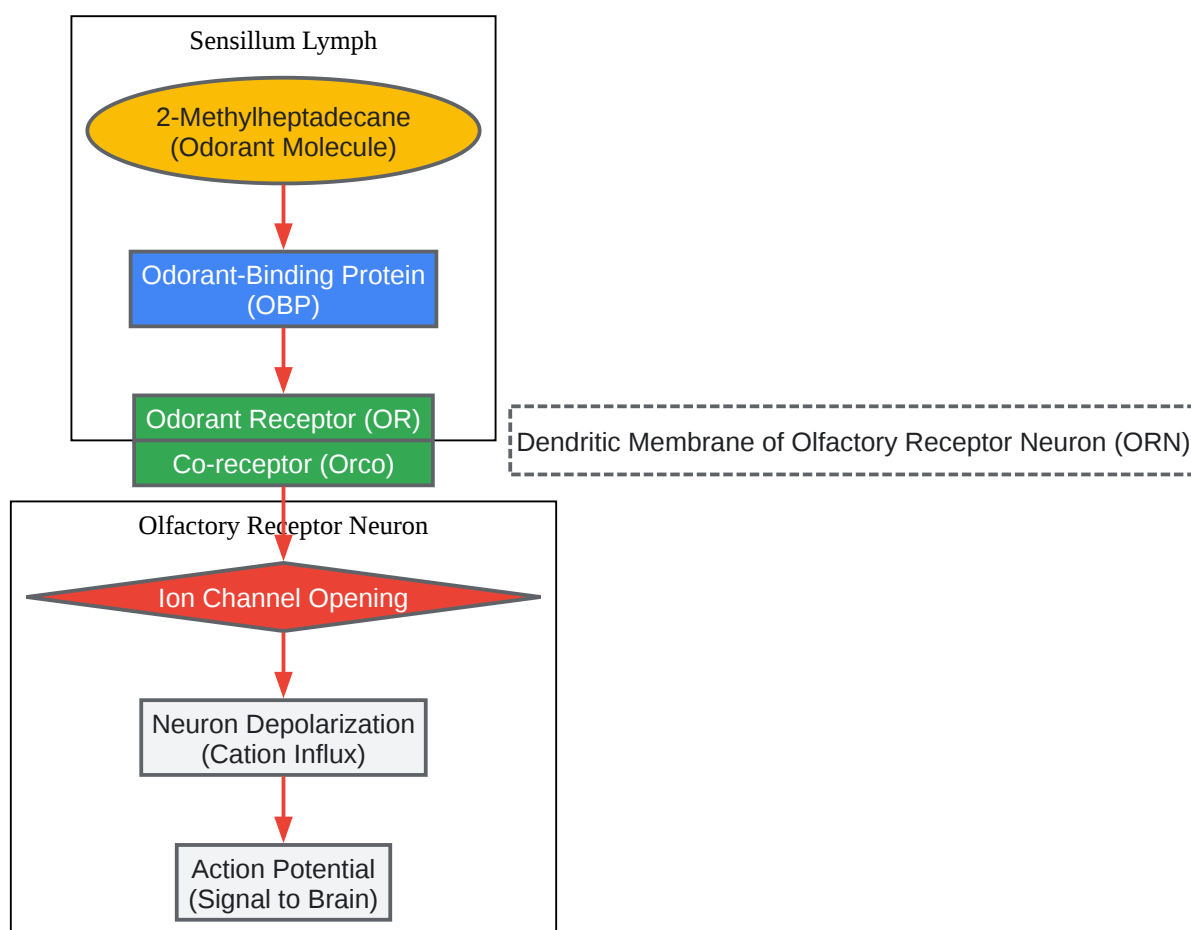 Sensillum Lymph
2-Methylheptadecane
(Odorant Molecule)
Odorant-Binding Protein
(OBP)
Odorant Receptor (OR)
Co-receptor (Orco)
Dendritic Membrane of Olfactory Receptor Neuron (ORN)
Olfactory Receptor Neuron
Ion Channel Opening
Neuron Depolarization
(Cation Influx)
Action Potential
(Signal to Brain)